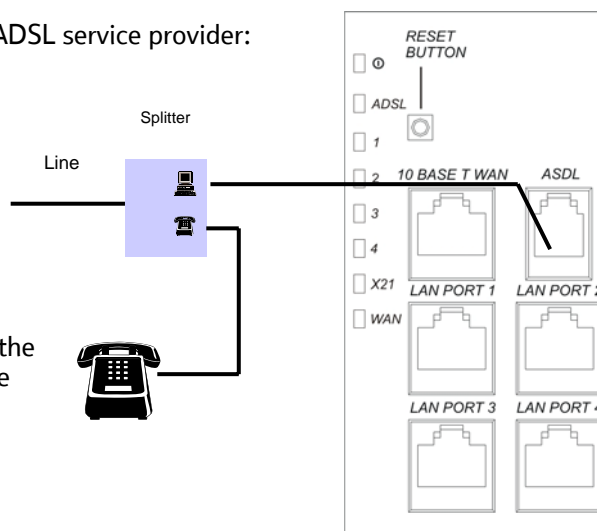 ADSL service provider:
Splitter
Line
the
e
RESET
BUTTON
ADSL
1
2
3
4
X21
WAN
10 BASE T WAN
ASDL
LAN PORT 1
LAN PORT 2
LAN PORT 3
LAN PORT 4